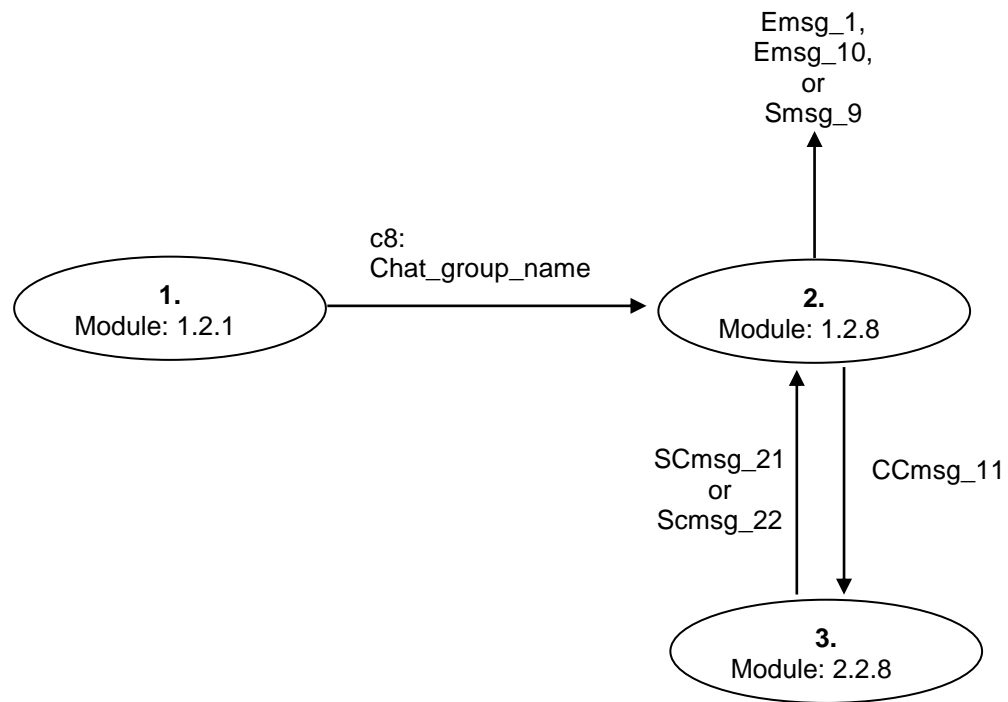 Emsg_1,
Emsg_10,
or
Smsg_9
c8:
Chat_group_name
1.
Module: 1.2.1
2.
Module: 1.2.8
SCmsg_21
or
Scmsg_22
CCmsg_11
3.
Module: 2.2.8